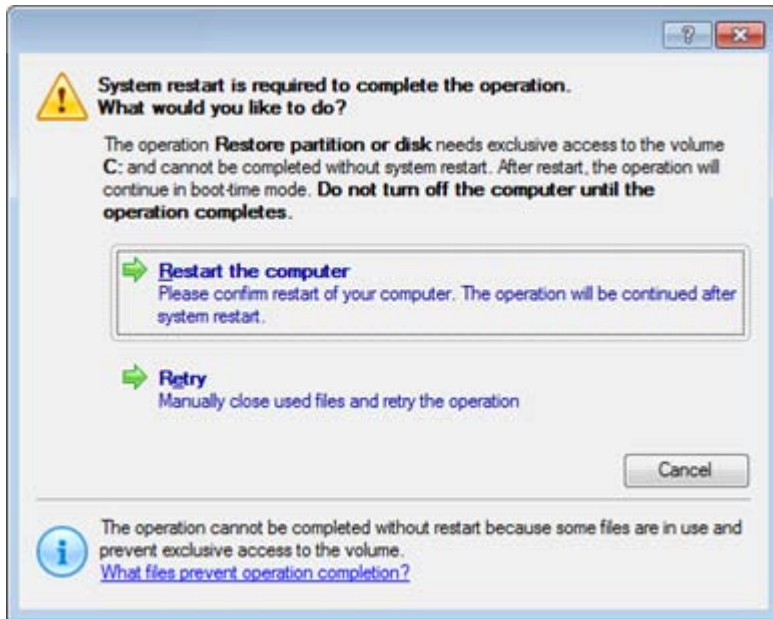 System restart is required to complete the operation.
What would you like to do?
The operation Restore partition or disk needs exclusive access to the volume
C: and cannot be completed without system restart. After restart, the operation will
continue in boot-time mode. Do not turn off the computer until the
operation completes.
Restart the computer
Please confirm restart of your computer. The operation will be continued after
system restart.
Retry
Manually close used files and retry the operation
Cancel
The operation cannot be completed without restart because some files are in use and
prevent exclusive access to the volume.
What files prevent operation completion?